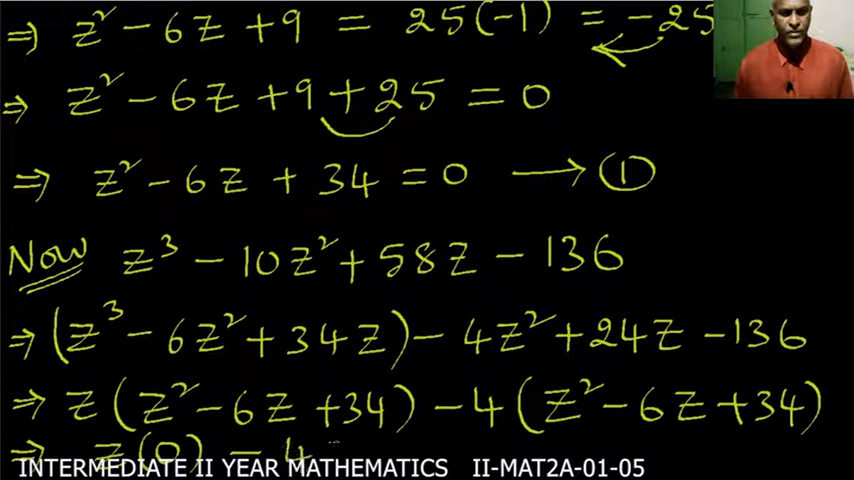 ⇒ z² - 6z + 9 = 25(-1) = -25
⇒ z² - 6z + 9 + 25 = 0
⇒ z² - 6z + 34 = 0 → ①
Now z³ - 10z² + 58z - 136
⇒ (z³ - 6z² + 34z) - 4z² + 24z - 136
⇒ z(z² - 6z + 34) - 4(z² - 6z + 34)
⇒ z(0) - 4
INTERMEDIATE II YEAR MATHEMATICS II-MAT2A-01-05